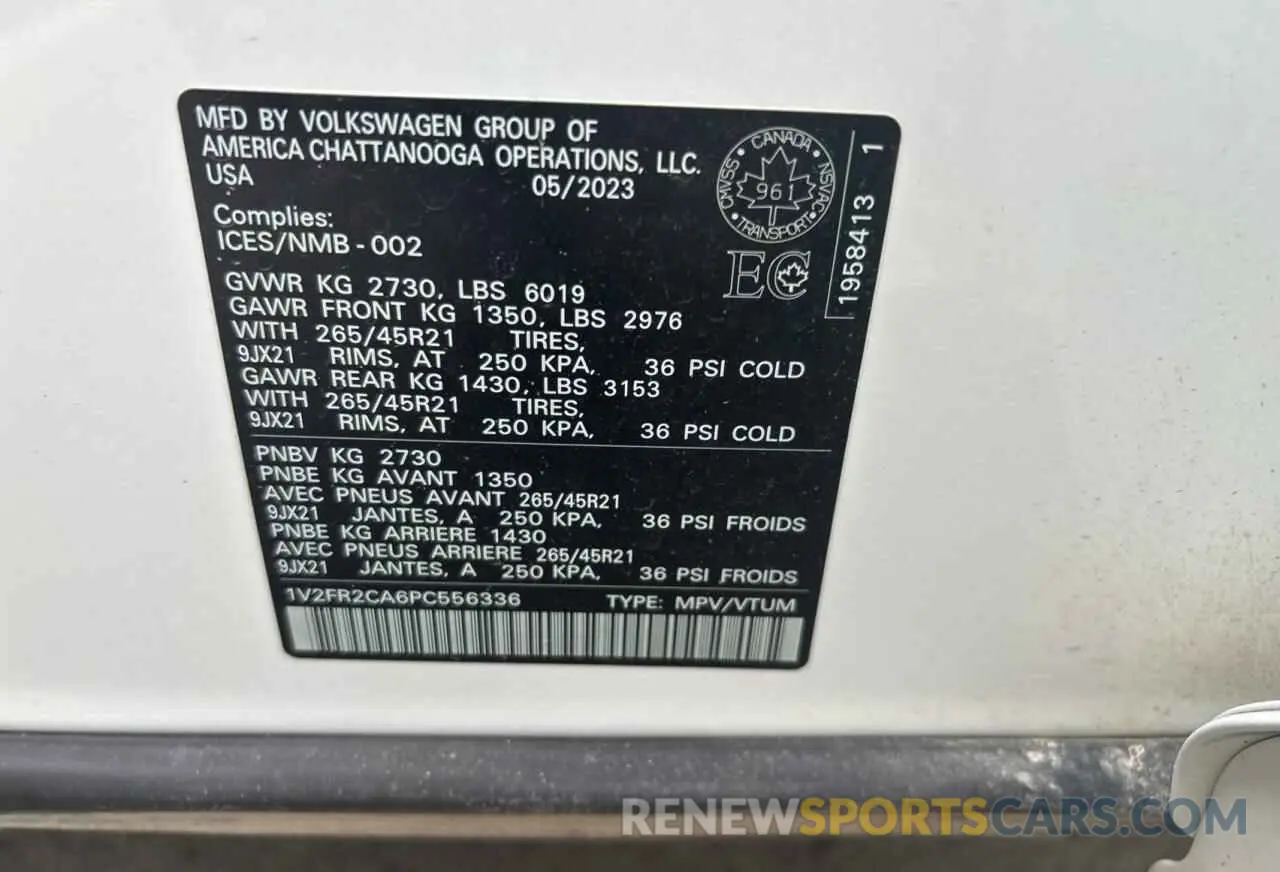 MFD BY VOLKSWAGEN GROUP OF
AMERICA CHATTANOOGA OPERATIONS, LLC.
USA 05/2023
Complies:
ICES/NMB-002
GVWR KG 2730, LBS 6019
GAWR FRONT KG 1350, LBS 2976
WITH 265/45R21 TIRES,
9JX21 RIMS, AT 250 KPA, 36 PSI COLD
GAWR REAR KG 1430, LBS 3153
WITH 265/45R21 TIRES,
9JX21 RIMS, AT 250 KPA, 36 PSI COLD
PNBV KG 2730
PNBE KG AVANT 1350
AVEC PNEUS AVANT 265/45R21
9JX21 JANTES, A 250 KPA, 36 PSI FROIDS
PNBE KG ARRIERE 1430
AVEC PNEUS ARRIERE 265/45R21
9JX21 JANTES, A 250 KPA, 36 PSI FROIDS
1V2FR2CA6PC556336 TYPE: MPV/VTUM
CANADA
CMVSS 961 NSVAC
TRANSPORT
EC
1958413 1
RENEWSPORTSCARS.COM